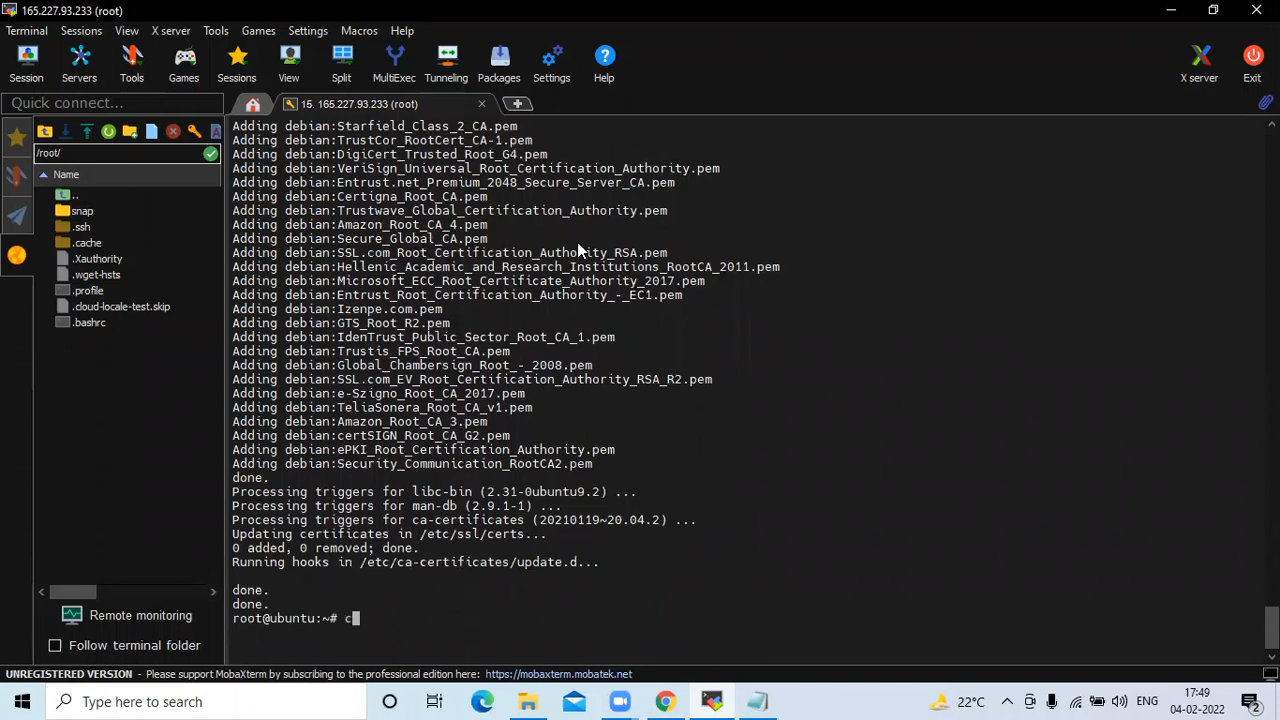 165.227.93.233 (root)
Terminal Sessions View X server Tools Games Settings Macros Help
Session Servers Tools Games Sessions View Split MultiExec Tunneling Packages Settings Help X server Exit
Quick connect...
15. 165.227.93.233 (root)
/root/
Name
..
snap
.ssh
.cache
.Xauthority
.wget-hsts
.profile
.cloud-locale-test.skip
.bashrc
Remote monitoring
Follow terminal folder
Adding debian:Starfield_Class_2_CA.pem
Adding debian:TrustCor_RootCert_CA-1.pem
Adding debian:DigiCert_Trusted_Root_G4.pem
Adding debian:VeriSign_Universal_Root_Certification_Authority.pem
Adding debian:Entrust.net_Premium_2048_Secure_Server_CA.pem
Adding debian:Certigna_Root_CA.pem
Adding debian:Trustwave_Global_Certification_Authority.pem
Adding debian:Amazon_Root_CA_4.pem
Adding debian:Secure_Global_CA.pem
Adding debian:SSL.com_Root_Certification_Authority_RSA.pem
Adding debian:Hellenic_Academic_and_Research_Institutions_RootCA_2011.pem
Adding debian:Microsoft_ECC_Root_Certificate_Authority_2017.pem
Adding debian:Entrust_Root_Certification_Authority_-_EC1.pem
Adding debian:Izenpe.com.pem
Adding debian:GTS_Root_R2.pem
Adding debian:IdenTrust_Public_Sector_Root_CA_1.pem
Adding debian:Trustis_FPS_Root_CA.pem
Adding debian:Global_Chambersign_Root_-_2008.pem
Adding debian:SSL.com_EV_Root_Certification_Authority_RSA_R2.pem
Adding debian:e-Szigno_Root_CA_2017.pem
Adding debian:TeliaSonera_Root_CA_v1.pem
Adding debian:Amazon_Root_CA_3.pem
Adding debian:certSIGN_Root_CA_G2.pem
Adding debian:ePKI_Root_Certification_Authority.pem
Adding debian:Security_Communication_RootCA2.pem
done.
Processing triggers for libc-bin (2.31-0ubuntu9.2) ...
Processing triggers for man-db (2.9.1-1) ...
Processing triggers for ca-certificates (20210119~20.04.2) ...
Updating certificates in /etc/ssl/certs...
0 added, 0 removed; done.
Running hooks in /etc/ca-certificates/update.d...
done.
done.
root@ubuntu:~# c
UNREGISTERED VERSION - Please support MobaXterm by subscribing to the professional edition here: https://mobaxterm.mobatek.net
Type here to search
22°C
ENG
17:49
04-02-2022
2